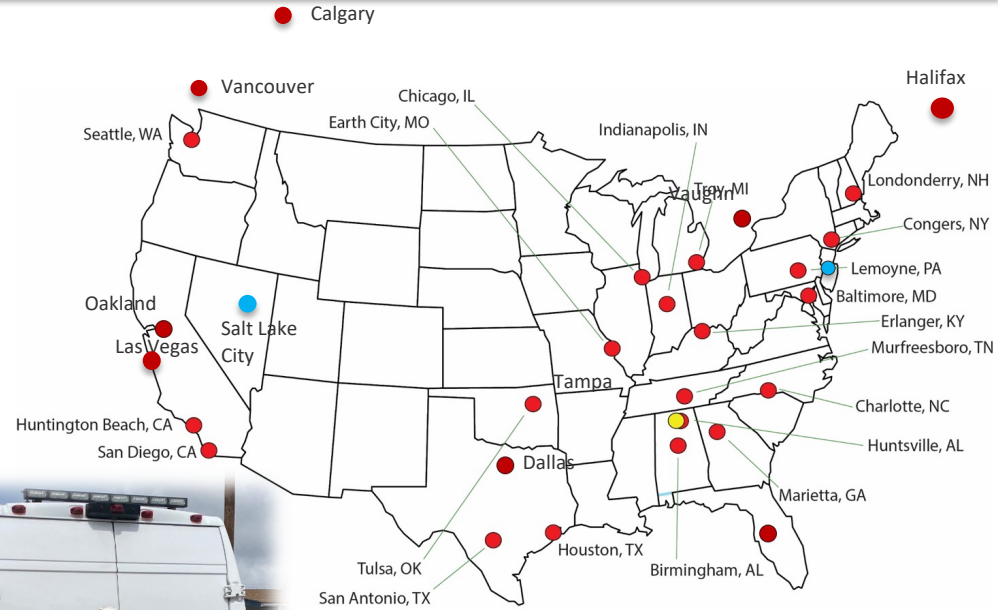 Calgary
Vancouver
Halifax
Chicago, IL
Earth City, MO
Seattle, WA
Indianapolis, IN
Troy, MI
Vaughn
Londonderry, NH
Congers, NY
Lemoyne, PA
Baltimore, MD
Oakland
Salt Lake
City
Erlanger, KY
Las Vegas
Murfreesboro, TN
Tampa
Charlotte, NC
Huntington Beach, CA
Huntsville, AL
San Diego, CA
Dallas
Marietta, GA
Houston, TX
Tulsa, OK
Birmingham, AL
San Antonio, TX